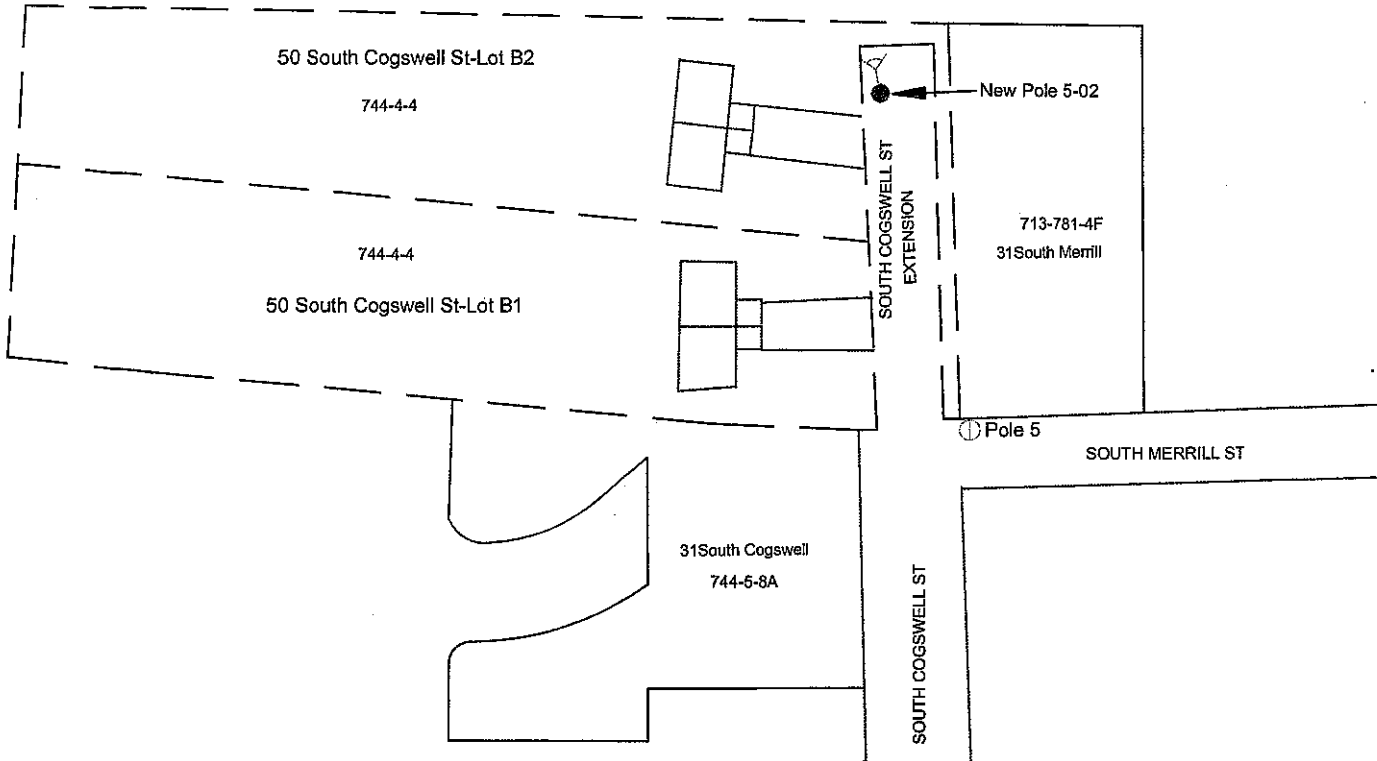 50 South Cogswell St-Lot B2
744-4-4
New Pole 5-02
SOUTH COGSWELL ST
EXTENSION
713-781-4F
31South Merrill
744-4-4
50 South Cogswell St-Lot B1
Pole 5
SOUTH MERRILL ST
31South Cogswell
744-5-8A
SOUTH COGSWELL ST